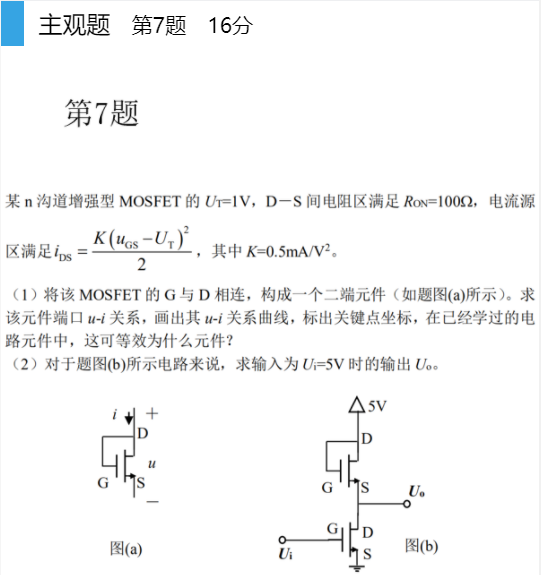 主观题 第7题 16分
第7题
某 n 沟道增强型 MOSFET 的 UT=1V，D－S 间电阻区满足 RON=100Ω，电流源
区满足 iDS = K(uGS −UT)² / 2 ，其中 K=0.5mA/V²。
（1）将该 MOSFET 的 G 与 D 相连，构成一个二端元件（如题图(a)所示）。求
该元件端口 u-i 关系，画出其 u-i 关系曲线，标出关键点坐标，在已经学过的电
路元件中，这可等效为什么元件？
（2）对于题图(b)所示电路来说，求输入为 Ui=5V 时的输出 Uo。
i +
D
u
G S
−
图(a)
5V
D
G S
Uo
G D
S
Ui
图(b)